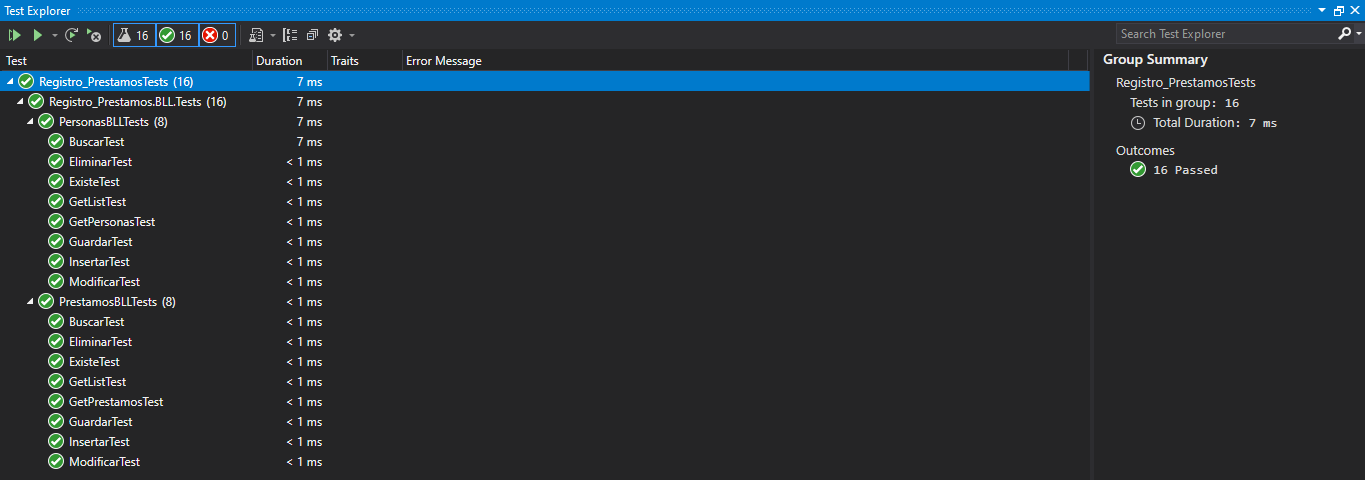 Test Explorer
16 16 0 Search Test Explorer
Test Duration Traits Error Message
Registro_PrestamosTests (16) 7 ms
Registro_Prestamos.BLL.Tests (16) 7 ms
PersonasBLLTests (8) 7 ms
BuscarTest 7 ms
EliminarTest < 1 ms
ExisteTest < 1 ms
GetListTest < 1 ms
GetPersonasTest < 1 ms
GuardarTest < 1 ms
InsertarTest < 1 ms
ModificarTest < 1 ms
PrestamosBLLTests (8) < 1 ms
BuscarTest < 1 ms
EliminarTest < 1 ms
ExisteTest < 1 ms
GetListTest < 1 ms
GetPrestamosTest < 1 ms
GuardarTest < 1 ms
InsertarTest < 1 ms
ModificarTest < 1 ms
Group Summary
Registro_PrestamosTests
Tests in group: 16
Total Duration: 7 ms
Outcomes
16 Passed